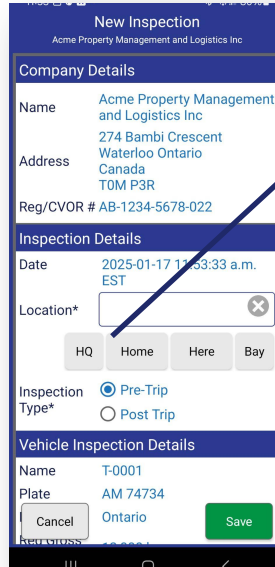 New Inspection
Acme Property Management and Logistics Inc
Company Details
Name Acme Property Management
and Logistics Inc
Address 274 Bambi Crescent
Waterloo Ontario
Canada
T0M P3R
Reg/CVOR # AB-1234-5678-022
Inspection Details
Date 2025-01-17 11:53:33 a.m.
EST
Location*
HQ Home Here Bay
Inspection Type* Pre-Trip
Post Trip
Vehicle Inspection Details
Name T-0001
Plate AM 74734
Ontario
Cancel Save
Reg Gross